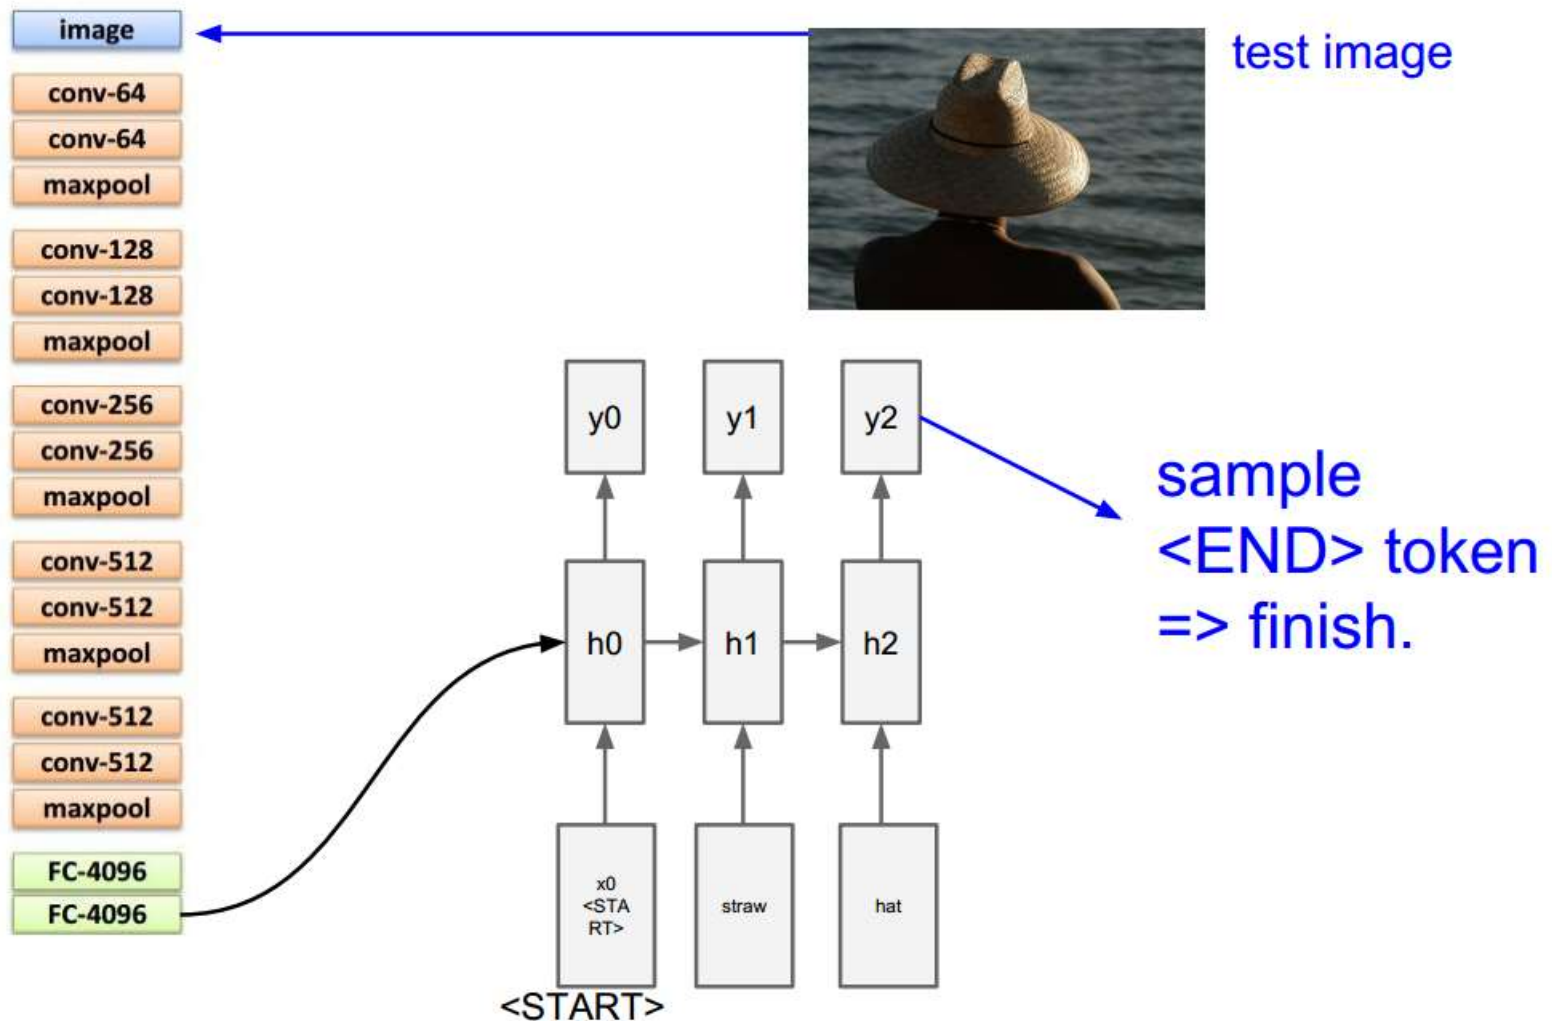 image
conv-64
conv-64
maxpool
conv-128
conv-128
maxpool
conv-256
conv-256
maxpool
conv-512
conv-512
maxpool
conv-512
conv-512
maxpool
FC-4096
FC-4096
test image
y0 y1 y2
sample
<END> token
=> finish.
h0 h1 h2
x0
<STA
RT>
straw
hat
<START>